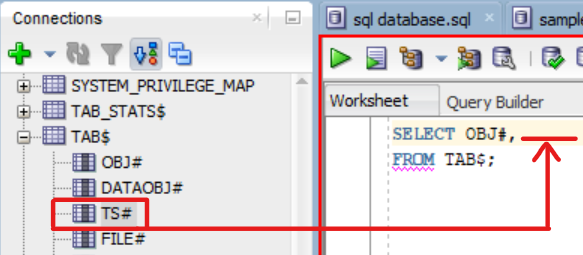 Connections
sql database.sql
sample
SYSTEM_PRIVILEGE_MAP
TAB_STATS$
TAB$
OBJ#
DATAOBJ#
TS#
FILE#
Worksheet
Query Builder
SELECT OBJ#,
FROM TAB$;